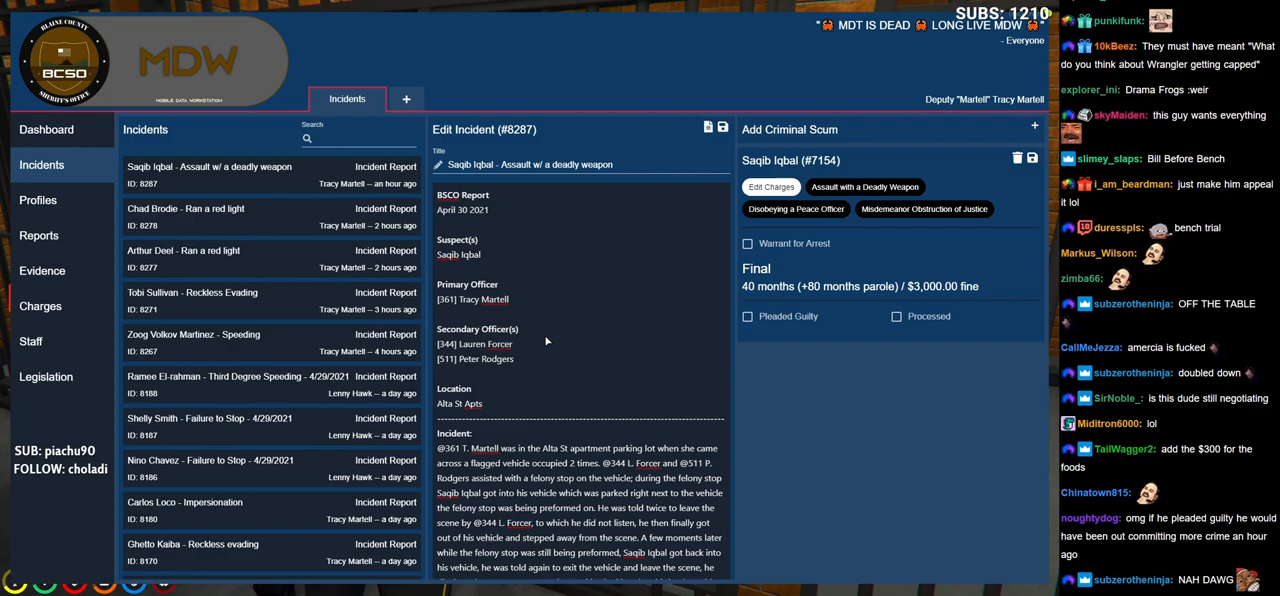 SUBS: 1210
" 🦀 MDT IS DEAD 🦀 LONG LIVE MDW 🦀 "
- Everyone
BLAINE COUNTY
BCSO
SHERIFF'S OFFICE
MDW
MOBILE DATA WORKSTATION
Incidents
+
Deputy "Martell" Tracy Martell
Dashboard
Incidents
Profiles
Reports
Evidence
Charges
Staff
Legislation
SUB: piachu90
FOLLOW: choladi
Incidents
Search
Saqib Iqbal - Assault w/ a deadly weapon Incident Report
ID: 8287 Tracy Martell -- an hour ago
Chad Brodie - Ran a red light Incident Report
ID: 8278 Tracy Martell -- 2 hours ago
Arthur Deel - Ran a red light Incident Report
ID: 8277 Tracy Martell -- 2 hours ago
Tobi Sullivan - Reckless Evading Incident Report
ID: 8271 Tracy Martell -- 3 hours ago
Zoog Volkov Martinez - Speeding Incident Report
ID: 8267 Tracy Martell -- 4 hours ago
Ramee El-rahman - Third Degree Speeding - 4/29/2021 Incident Report
ID: 8188 Lenny Hawk -- a day ago
Shelly Smith - Failure to Stop - 4/29/2021 Incident Report
ID: 8187 Lenny Hawk -- a day ago
Nino Chavez - Failure to Stop - 4/29/2021 Incident Report
ID: 8186 Lenny Hawk -- a day ago
Carlos Loco - Impersonation Incident Report
ID: 8180 Tracy Martell -- a day ago
Ghetto Kaiba - Reckless evading Incident Report
ID: 8170 Tracy Martell -- a day ago
Edit Incident (#8287)
Title
Saqib Iqbal - Assault w/ a deadly weapon
BSCO Report
April 30 2021
Suspect(s)
Saqib Iqbal
Primary Officer
[361] Tracy Martell
Secondary Officer(s)
[344] Lauren Forcer
[511] Peter Rodgers
Location
Alta St Apts
Incident:
@361 T. Martell was in the Alta St apartment parking lot when she came
across a flagged vehicle occupied 2 times. @344 L. Forcer and @511 P.
Rodgers assisted with a felony stop on the vehicle; during the felony stop
Saqib Iqbal got into his vehicle which was parked right next to the vehicle
the felony stop was being preformed on. He was told twice to leave the
scene by @344 L. Forcer, to which he did not listen, he then finally got
out of his vehicle and stepped away from the scene. A few moments later
while the felony stop was still being preformed, Saqib Iqbal got back into
his vehicle, he was told again to exit the vehicle and leave the scene, he
Add Criminal Scum +
Saqib Iqbal (#7154)
Edit Charges Assault with a Deadly Weapon
Disobeying a Peace Officer Misdemeanor Obstruction of Justice
Warrant for Arrest
Final
40 months (+80 months parole) / $3,000.00 fine
Pleaded Guilty Processed
punkifunk:
10kBeez: They must have meant "What
do you think about Wrangler getting capped"
explorer_ini: Drama Frogs :weir
skyMaiden: this guy wants everything
slimey_slaps: Bill Before Bench
i_am_beardman: just make him appeal
it lol
duresspls: bench trial
Markus_Wilson:
zimba66:
subzerotheninja: OFF THE TABLE
CallMeJezza: amercia is fucked
subzerotheninja: doubled down
SirNoble_: is this dude still negotiating
Miditron6000: lol
TailWagger2: add the $300 for the
foods
Chinatown815:
noughtydog: omg if he pleaded guilty he would
have been out committing more crime an hour
ago
subzerotheninja: NAH DAWG